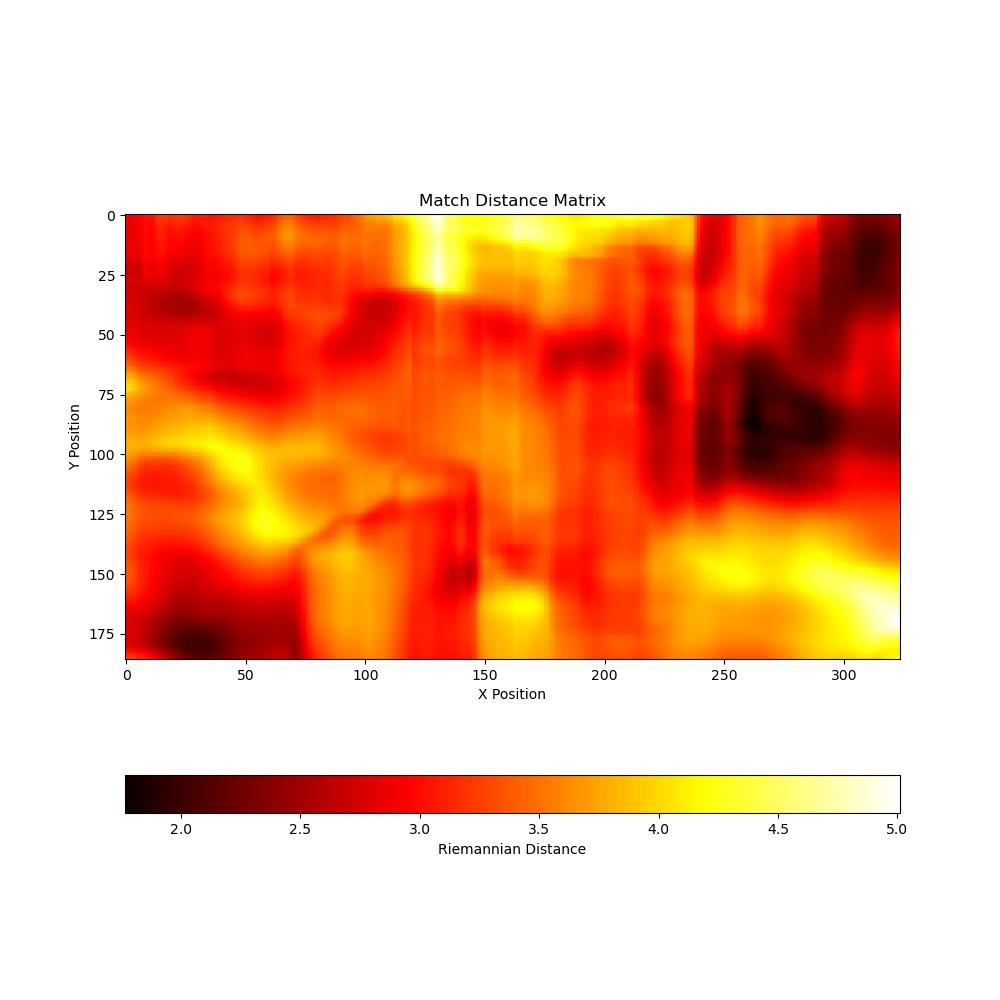 Match Distance Matrix
0
25
50
75
100
125
150
175
Y Position
0 50 100 150 200 250 300
X Position
2.0 2.5 3.0 3.5 4.0 4.5 5.0
Riemannian Distance